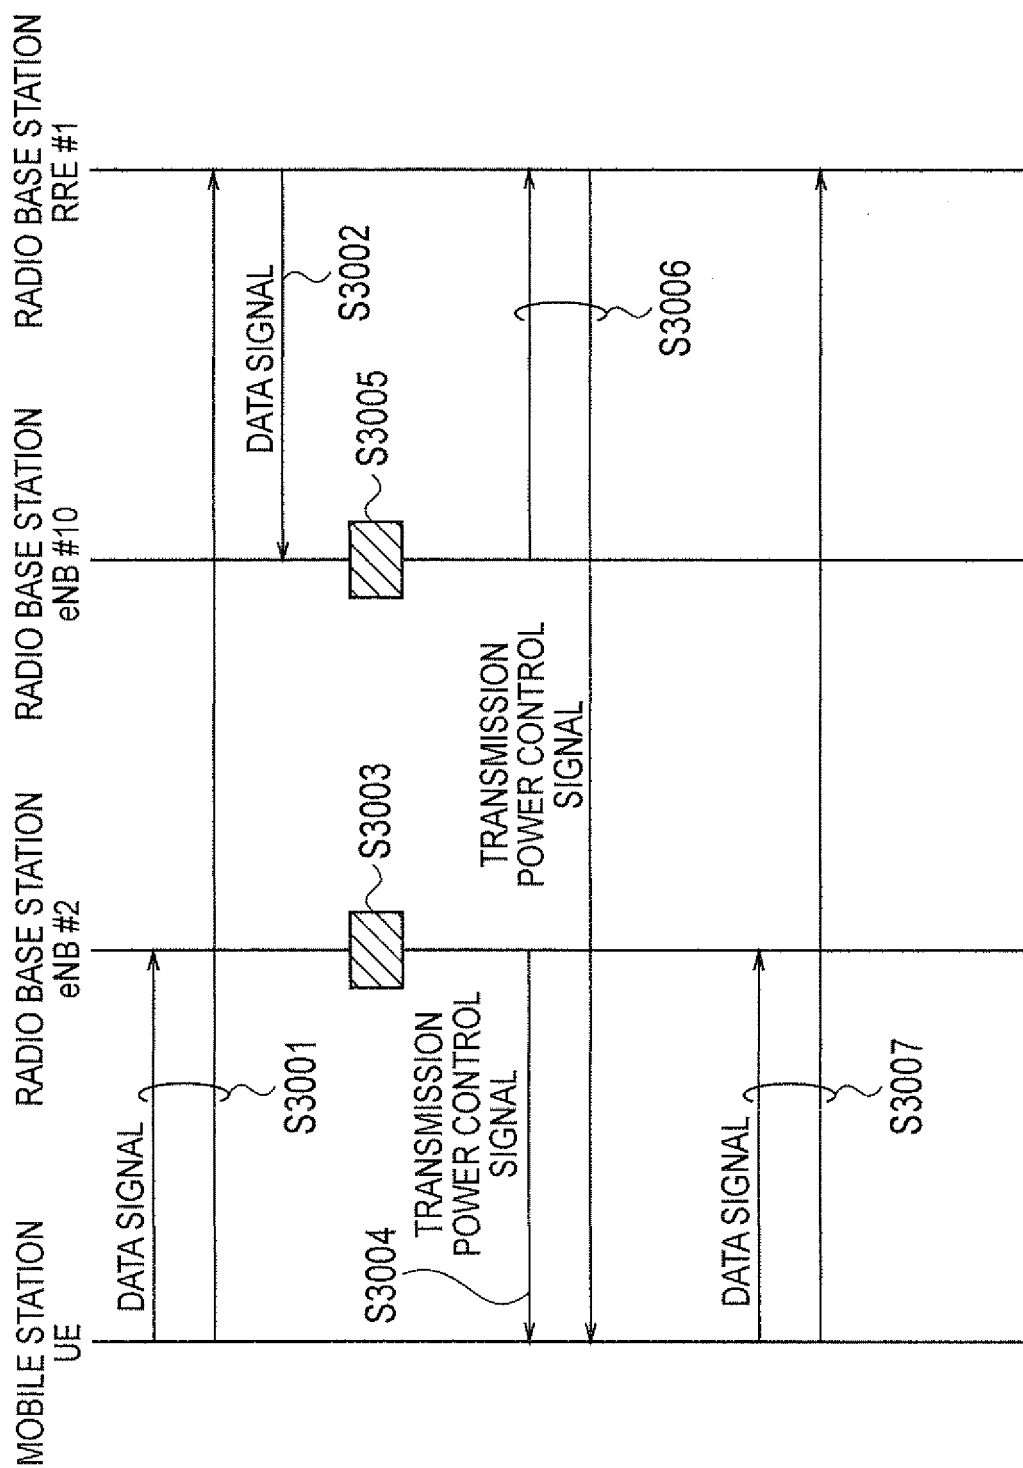 MOBILE STATION
UE
RADIO BASE STATION
eNB #2
RADIO BASE STATION
eNB #10
RADIO BASE STATION
RRE #1
DATA SIGNAL
S3001
DATA SIGNAL
S3002
S3003
S3005
TRANSMISSION
POWER CONTROL
SIGNAL
S3004
TRANSMISSION
POWER CONTROL
SIGNAL
S3006
DATA SIGNAL
S3007